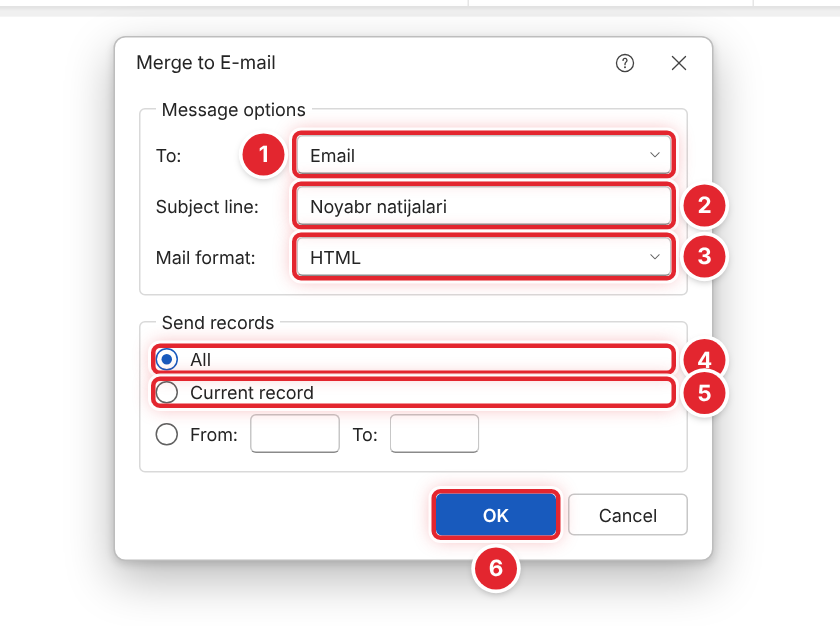 Merge to E-mail
Message options
To: 1 Email
Subject line: Noyabr natijalari 2
Mail format: HTML 3
Send records
All 4
Current record 5
From: To:
OK Cancel
6